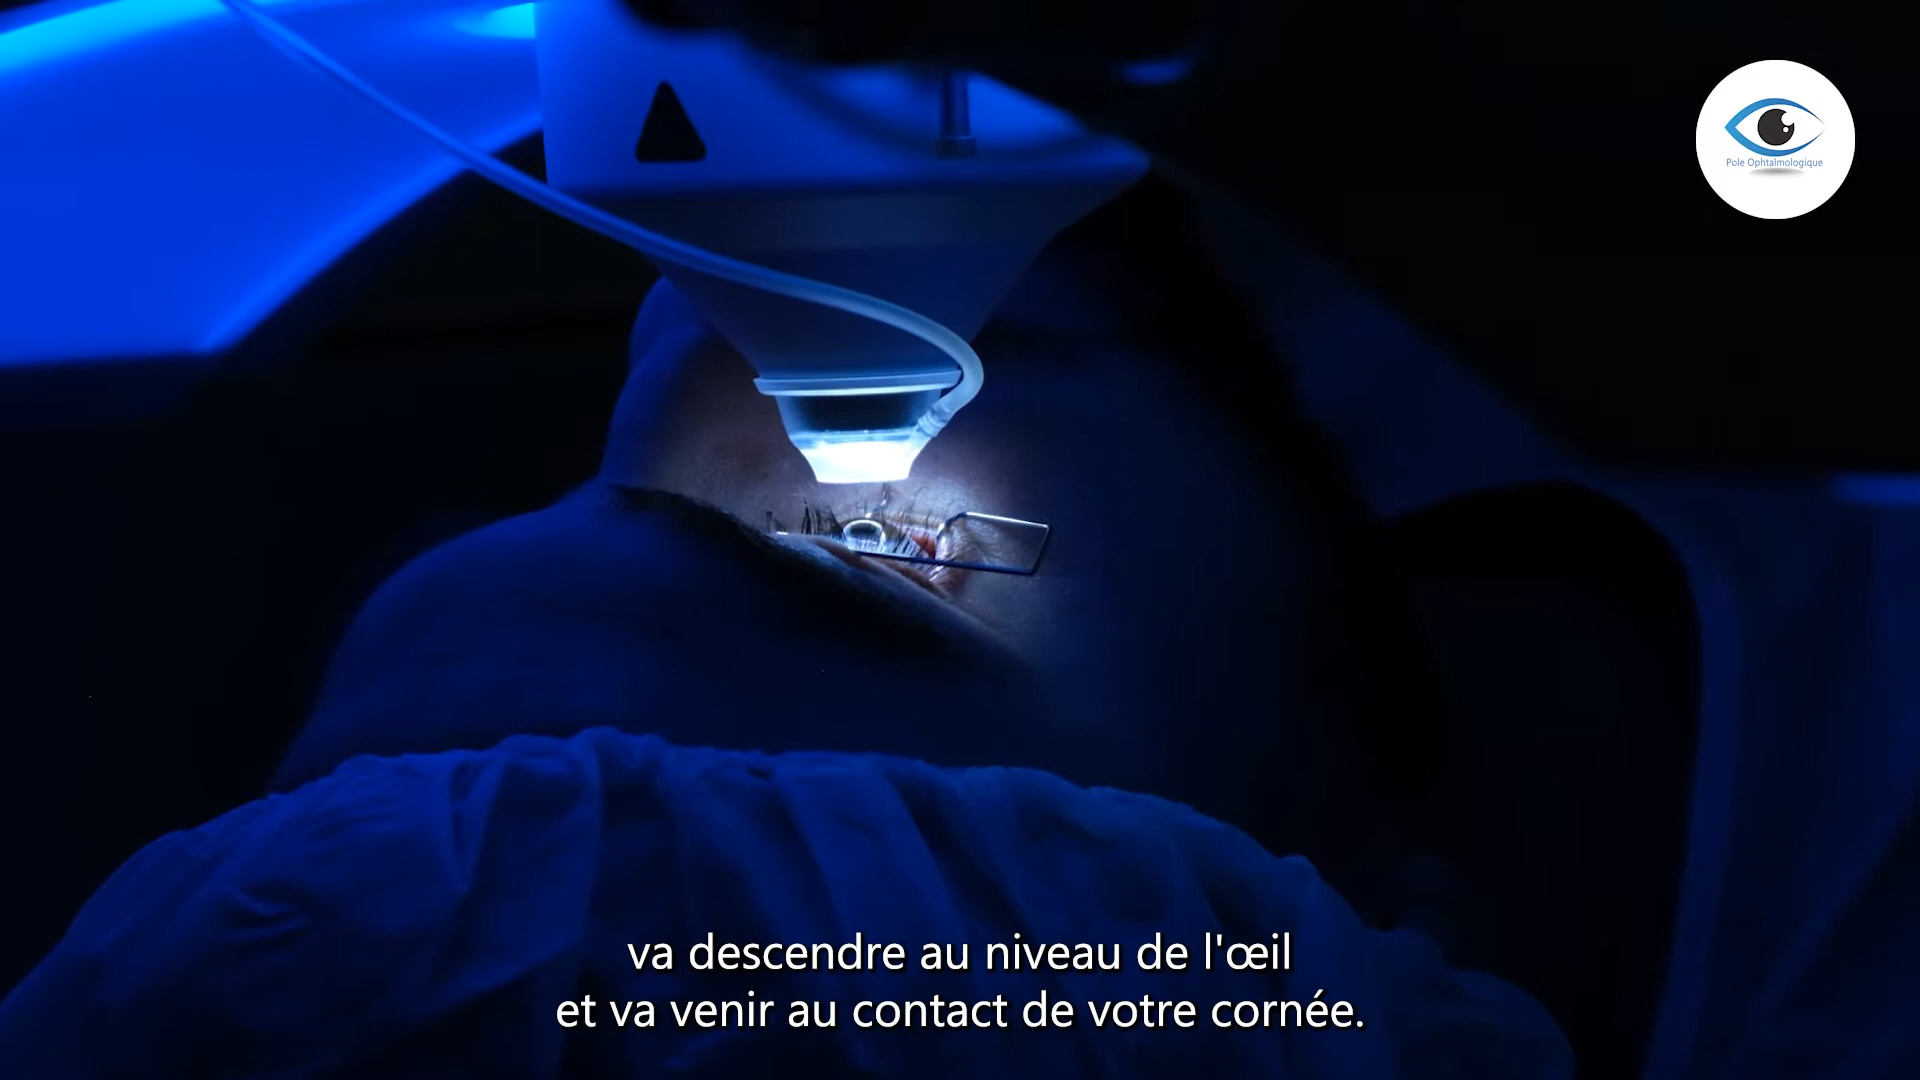 Pole Ophtalmologique
va descendre au niveau de l'œil
et va venir au contact de votre cornée.